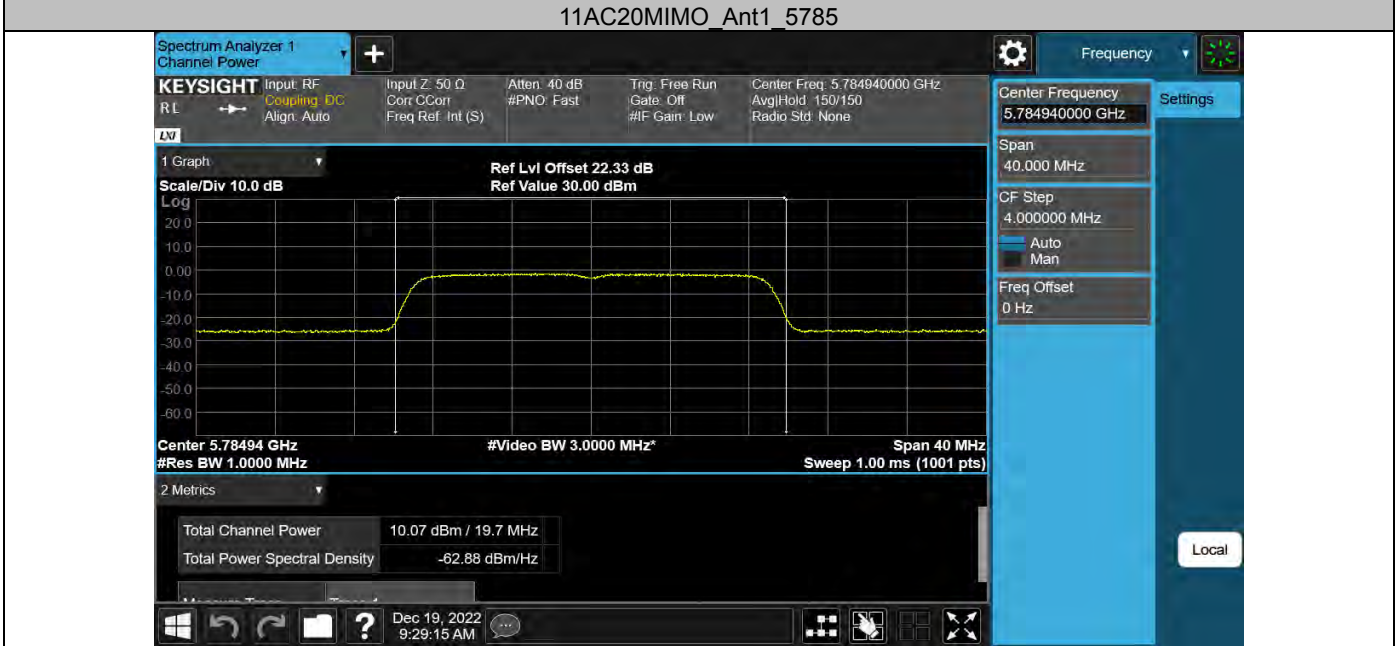 11AC20MIMO_Ant1_5785
Spectrum Analyzer 1
Channel Power
Frequency
KEYSIGHT
RL
LXI
Input: RF
Coupling: DC
Align: Auto
Input Z: 50 Ω
Corr CCorr
Freq Ref: Int (S)
Atten: 40 dB
#PNO: Fast
Trig: Free Run
Gate: Off
#IF Gain: Low
Center Freq: 5.784940000 GHz
Avg|Hold: 150/150
Radio Std: None
Center Frequency
5.784940000 GHz
Settings
Span
40.000 MHz
CF Step
4.000000 MHz
Auto
Man
Freq Offset
0 Hz
Local
1 Graph
Scale/Div 10.0 dB
Ref Lvl Offset 22.33 dB
Ref Value 30.00 dBm
Log
20.0
10.0
0.00
-10.0
-20.0
-30.0
-40.0
-50.0
-60.0
Center 5.78494 GHz
#Video BW 3.0000 MHz*
Span 40 MHz
#Res BW 1.0000 MHz
Sweep 1.00 ms (1001 pts)
2 Metrics
Total Channel Power 10.07 dBm / 19.7 MHz
Total Power Spectral Density -62.88 dBm/Hz
?
Dec 19, 2022
9:29:15 AM